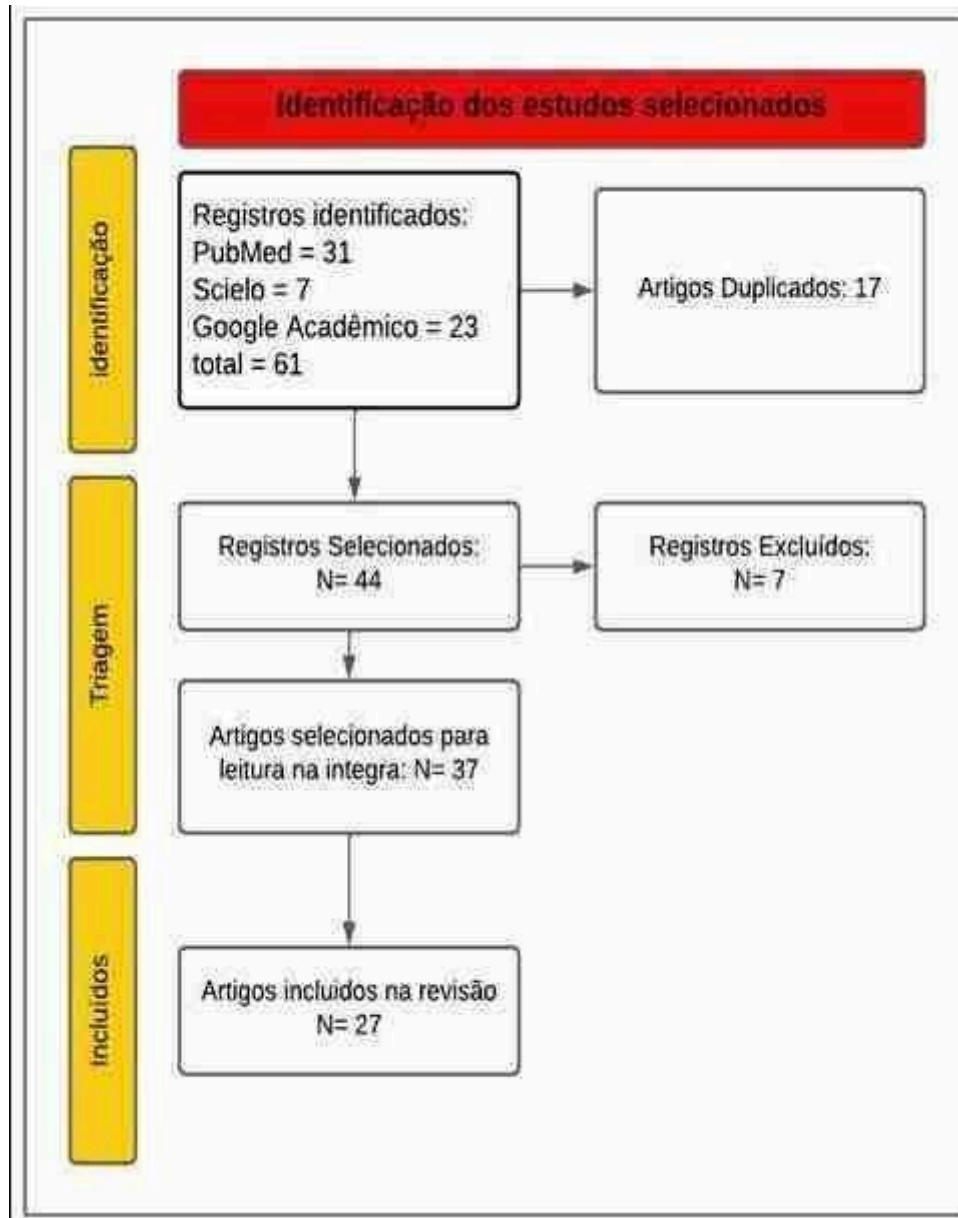 Identificação dos estudos selecionados
identificação
Registros identificados:
PubMed = 31
Scielo = 7
Google Acadêmico = 23
total = 61
Artigos Duplicados: 17
Triagem
Registros Selecionados:
N= 44
Registros Excluídos:
N= 7
Artigos selecionados para
leitura na integra: N= 37
Incluídos
Artigos incluidos na revisão
N= 27